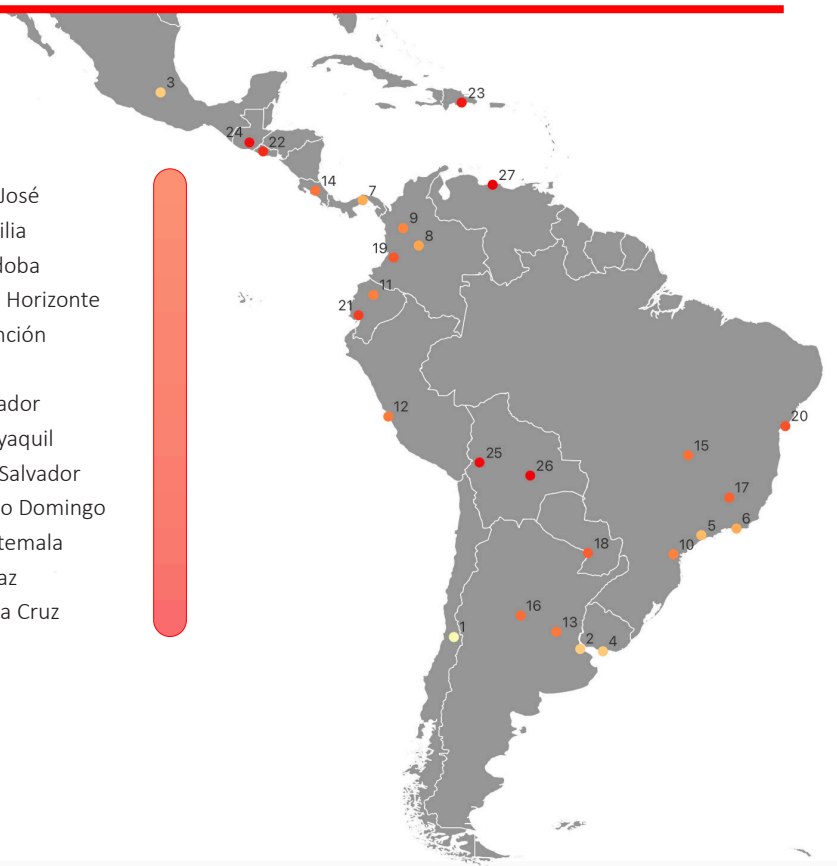 3
23
24
22
José
ilia
doba
Horizonte
nción
ador
yaquil
Salvador
o Domingo
temala
az
a Cruz
27
14
7
9
8
19
11
21
12
20
15
25
26
17
6
5
10
18
16
13
1
2
4